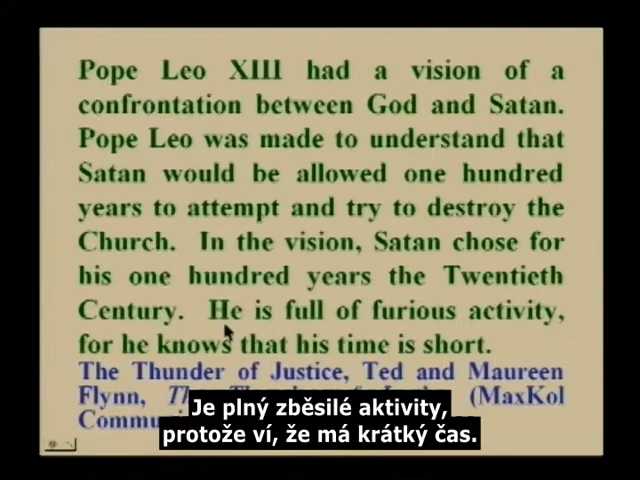 Pope Leo XIII had a vision of a
confrontation between God and Satan.
Pope Leo was made to understand that
Satan would be allowed one hundred
years to attempt and try to destroy the
Church. In the vision, Satan chose for
his one hundred years the Twentieth
Century. He is full of furious activity,
for he knows that his time is short.
The Thunder of Justice, Ted and Maureen
Flynn, (MaxKol
Je plný zběsilé aktivity,
protože ví, že má krátký čas.